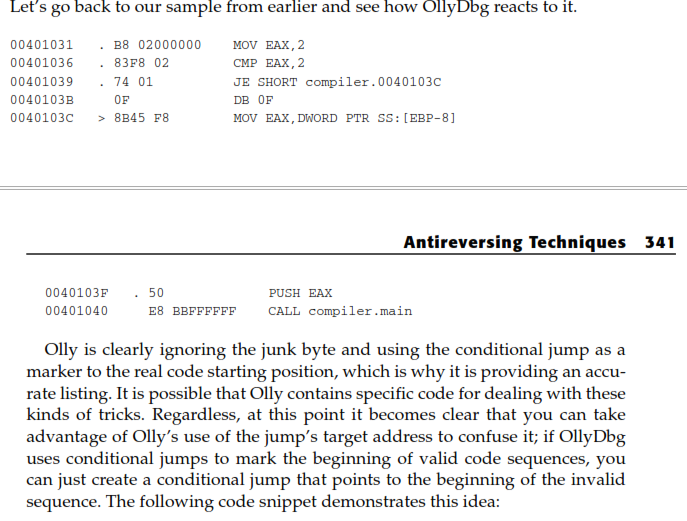 Let's go back to our sample from earlier and see how OllyDbg reacts to it.
00401031 . B8 02000000 MOV EAX,2
00401036 . 83F8 02 CMP EAX,2
00401039 . 74 01 JE SHORT compiler.0040103C
0040103B 0F DB 0F
0040103C > 8B45 F8 MOV EAX,DWORD PTR SS:[EBP-8]
Antireversing Techniques 341
0040103F . 50 PUSH EAX
00401040 E8 BBFFFFFF CALL compiler.main
Olly is clearly ignoring the junk byte and using the conditional jump as a
marker to the real code starting position, which is why it is providing an accu-
rate listing. It is possible that Olly contains specific code for dealing with these
kinds of tricks. Regardless, at this point it becomes clear that you can take
advantage of Olly's use of the jump's target address to confuse it; if OllyDbg
uses conditional jumps to mark the beginning of valid code sequences, you
can just create a conditional jump that points to the beginning of the invalid
sequence. The following code snippet demonstrates this idea: